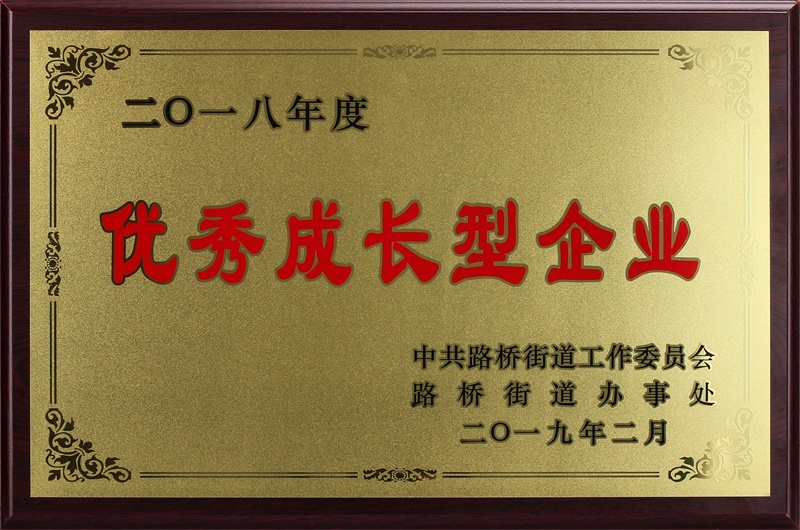 二〇一八年度
优秀成长型企业
中共路桥街道工作委员会
路桥街道办事处
二〇一九年二月